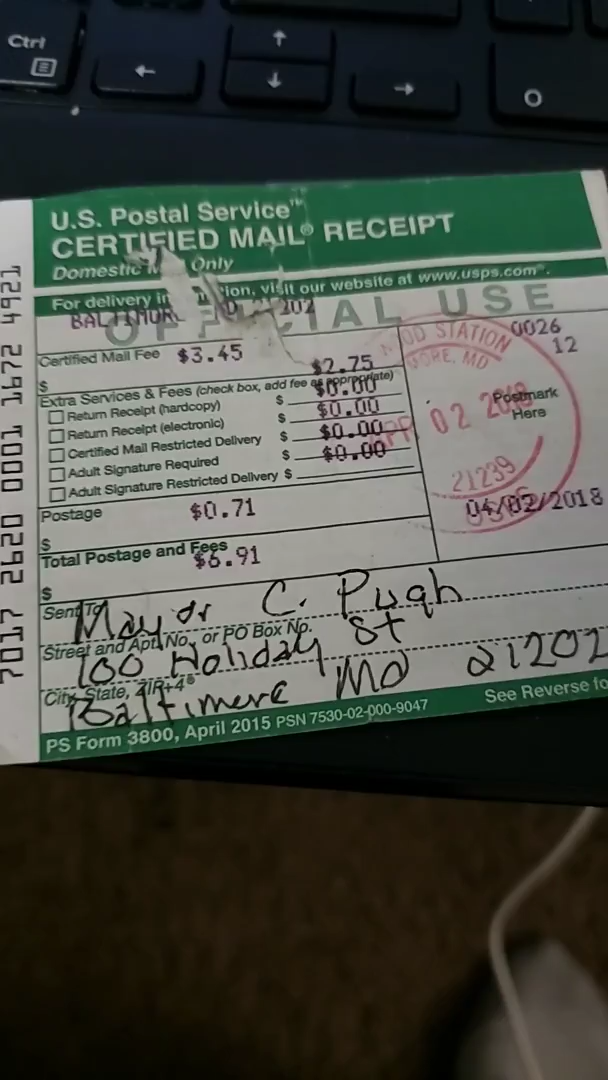 Ctrl
U.S. Postal Service™
CERTIFIED MAIL® RECEIPT
Domestic Only
For delivery visit our website at www.usps.com®.
OFFICIAL USE
Certified Mail Fee $3.45
$ $2.75
Extra Services & Fees (check box, add fee as appropriate)
Return Receipt (hardcopy) $ $0.00
Return Receipt (electronic) $ $0.00
Certified Mail Restricted Delivery $ $0.00
Adult Signature Required $ $0.00
Adult Signature Restricted Delivery $
Postage $0.71
$
Total Postage and Fees
$6.91
$
0026
12
STATION
MD
02
21239
Postmark
Here
04/02/2018
Sent To
Mayor C. Pugh
Street and Apt. No., or PO Box No.
100 Holiday St
City, State, ZIP+4®
Baltimore MD 21202
PS Form 3800, April 2015 PSN 7530-02-000-9047
See Reverse fo
7017 2620 0001 1672 4921